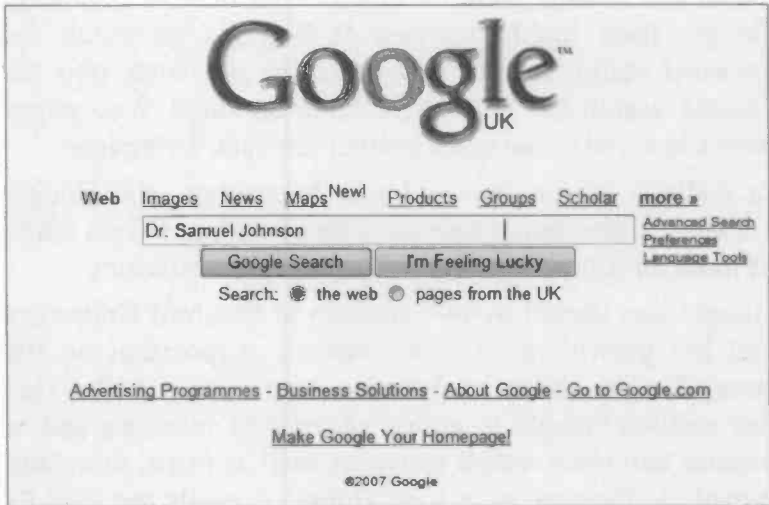 Google™
UK
Web Images News Maps New! Products Groups Scholar more »
Dr. Samuel Johnson
Advanced Search
Preferences
Language Tools
Google Search I'm Feeling Lucky
Search: the web pages from the UK
Advertising Programmes - Business Solutions - About Google - Go to Google.com
Make Google Your Homepage!
©2007 Google